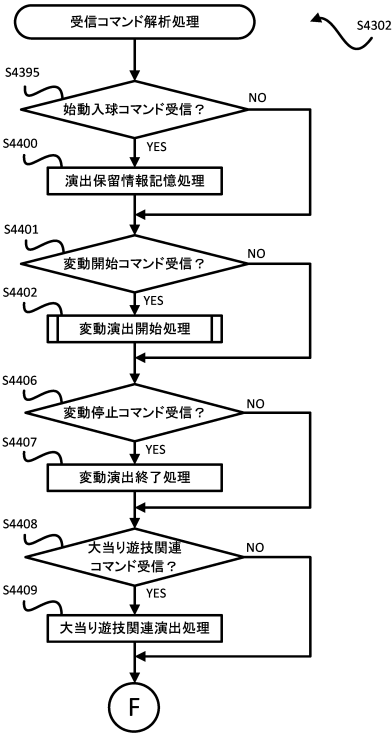 受信コマンド解析処理
S4302
S4395
始動入球コマンド受信？
NO
YES
S4400
演出保留情報記憶処理
S4401
変動開始コマンド受信？
NO
YES
S4402
変動演出開始処理
S4406
変動停止コマンド受信？
NO
YES
S4407
変動演出終了処理
S4408
大当り遊技関連
コマンド受信？
NO
YES
S4409
大当り遊技関連演出処理
F